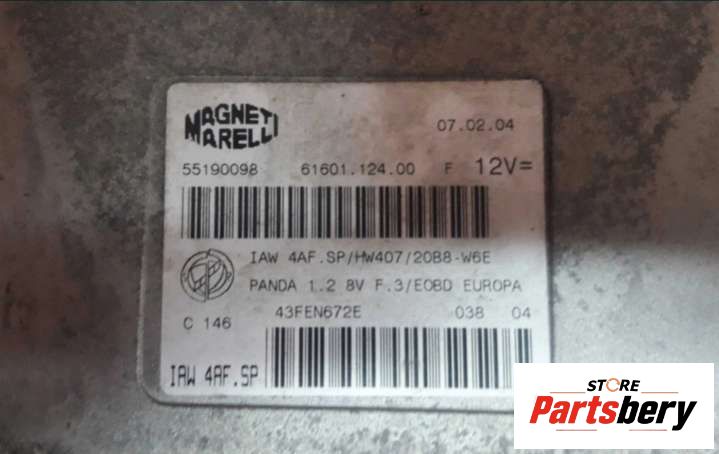 MAGNETI
MARELLI
07.02.04
55190098 61601.124.00 F 12V=
IAW 4AF.SP/HW407/20B8-W6E
PANDA 1.2 8V F.3/EOBD EUROPA
43FEN672E 038 04
C 146
IAW 4AF.SP
STORE
Partsbery